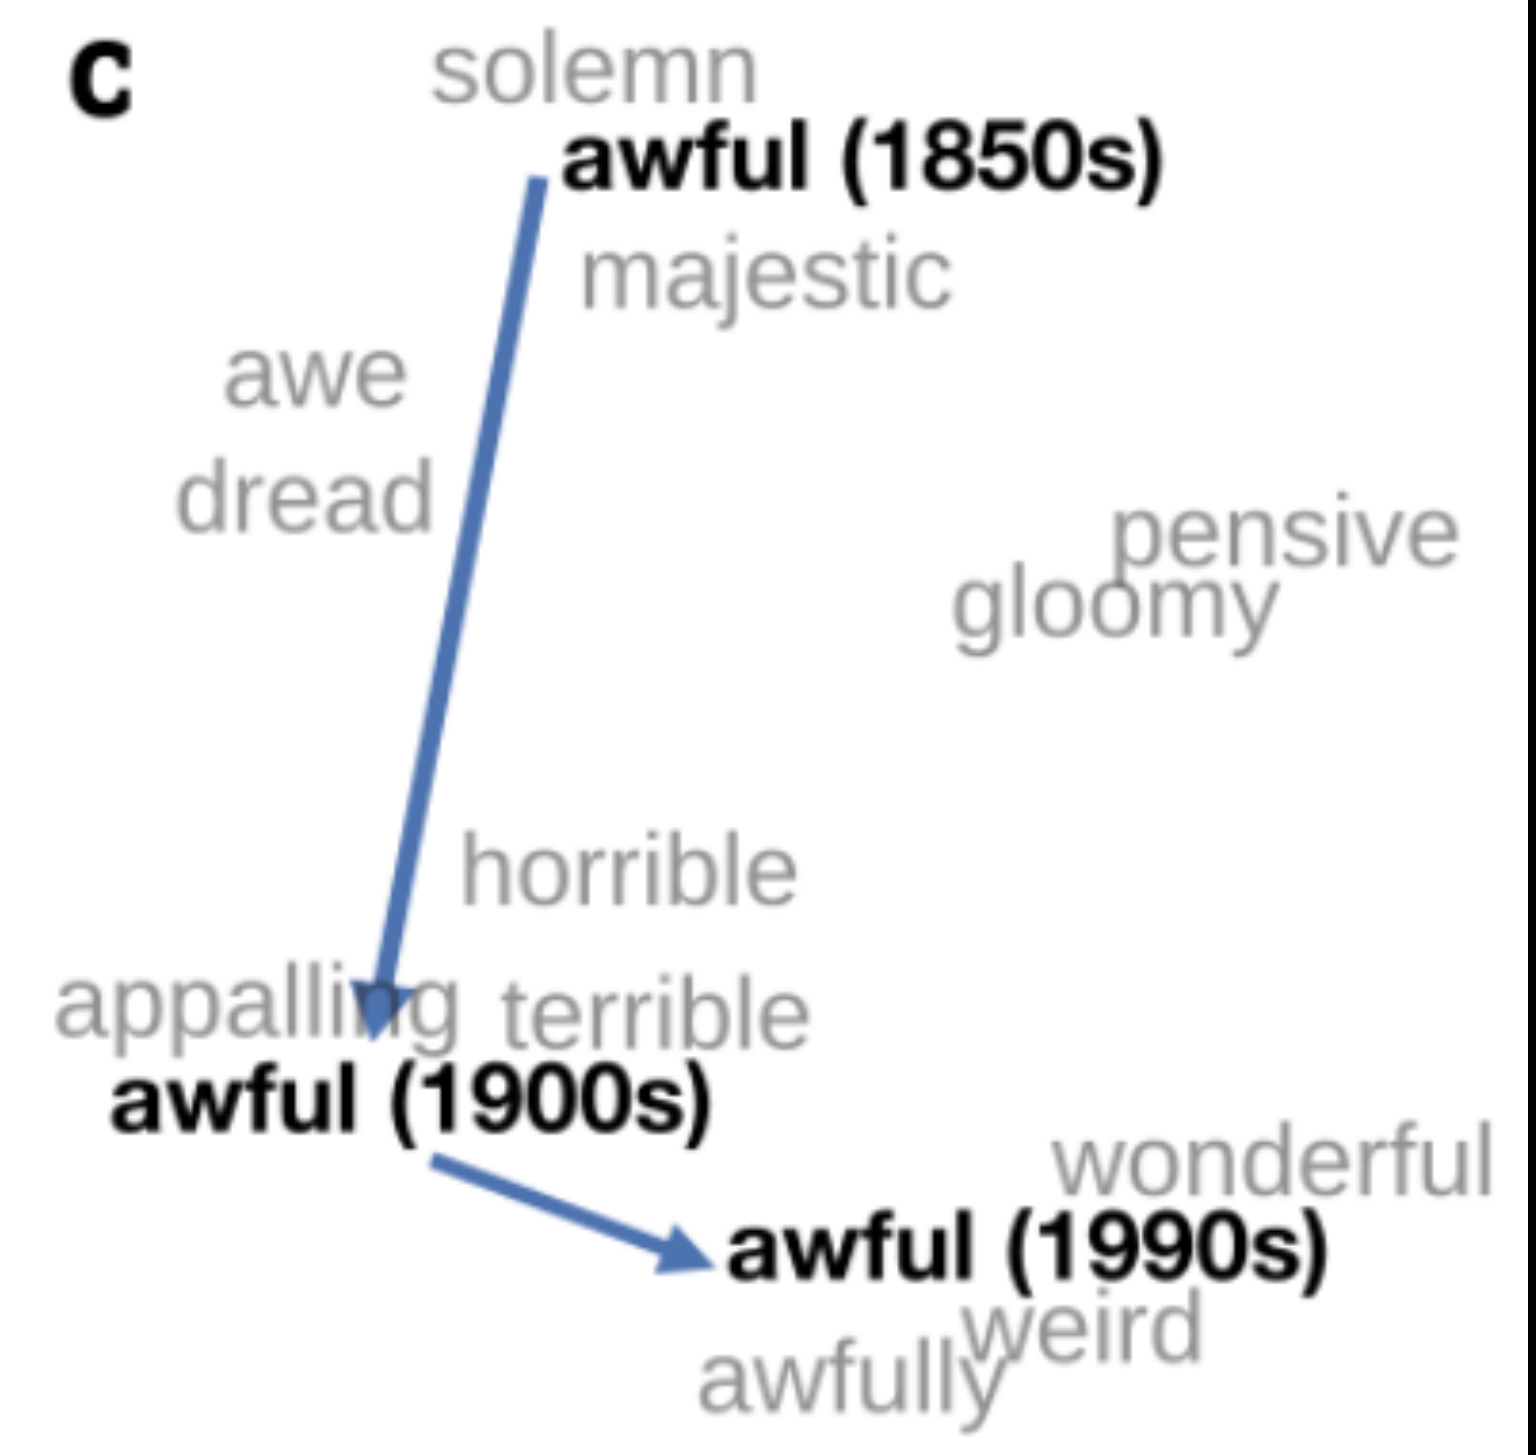 c
solemn
awful (1850s)
majestic
awe
dread
pensive
gloomy
horrible
appalling terrible
awful (1900s)
wonderful
awful (1990s)
weird
awfully